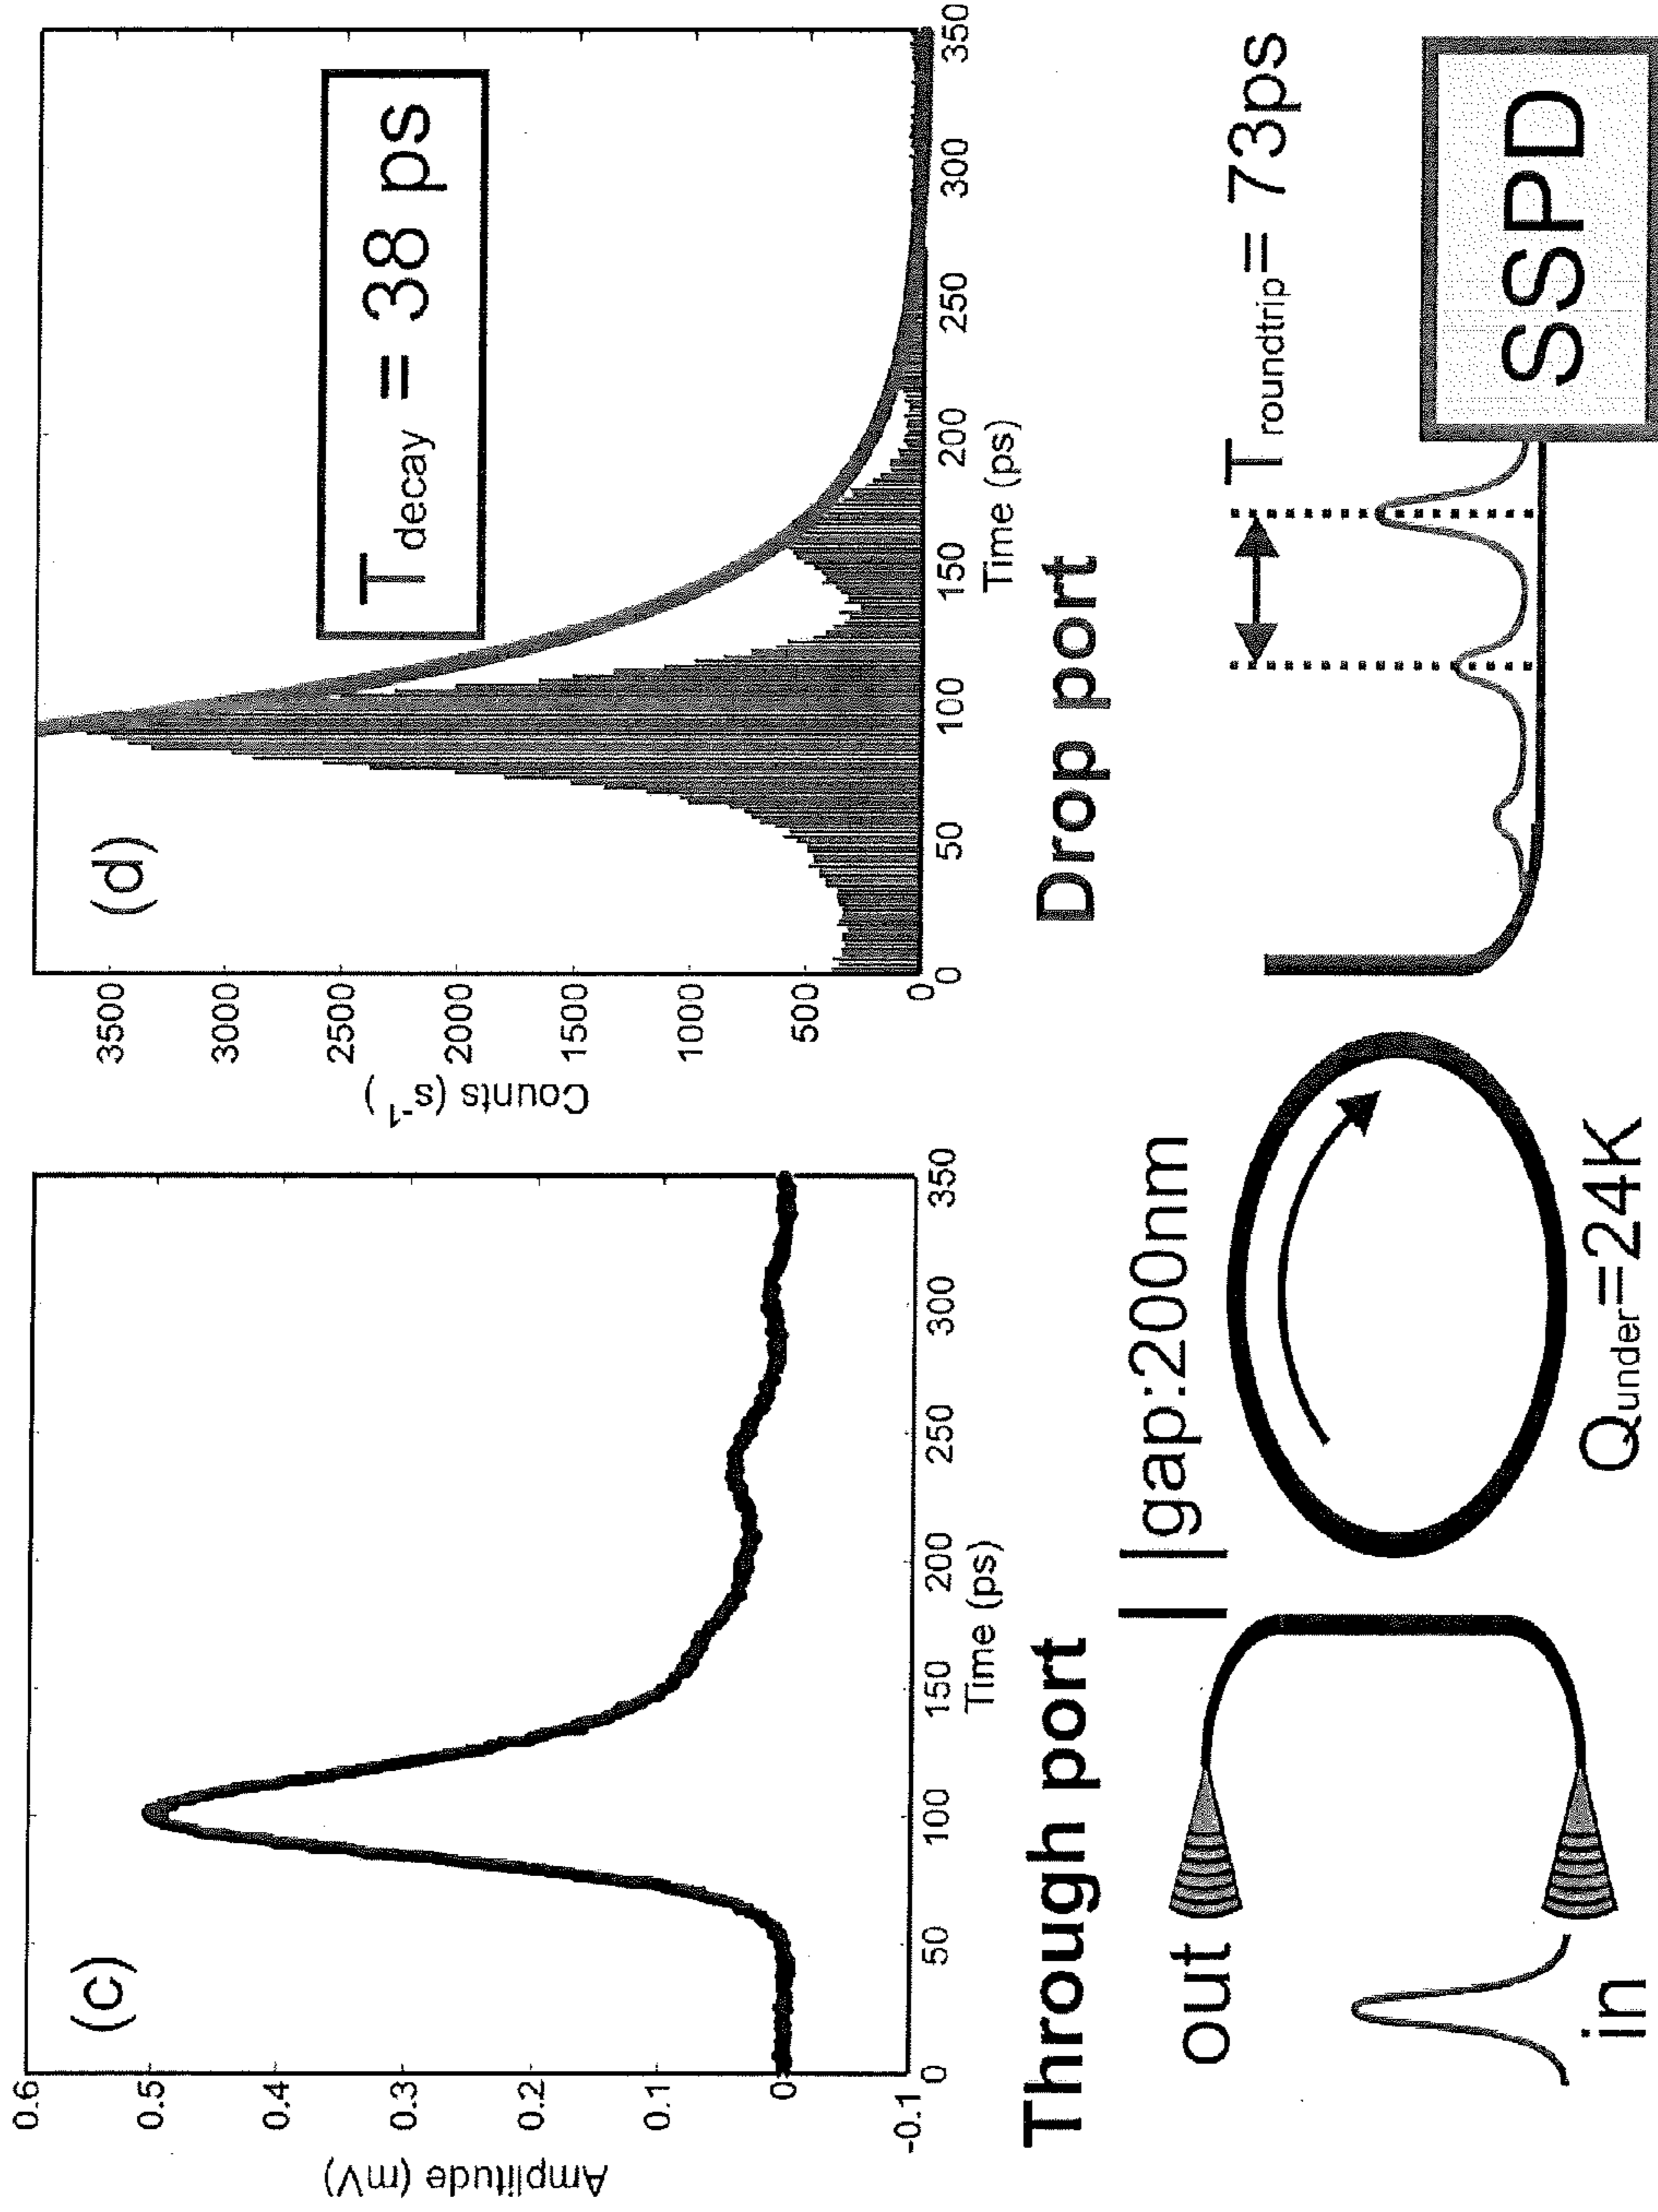 (c)
Amplitude (mV)
0.6
0.5
0.4
0.3
0.2
0.1
0
-0.1
0 50 100 150 200 250 300 350
Time (ps)
(d)
T decay = 38 ps
Counts (s⁻¹)
3500
3000
2500
2000
1500
1000
500
0
0 50 100 150 200 250 300 350
Time (ps)
Through port
Drop port
out
in
gap:200nm
Qunder=24K
T roundtrip= 73ps
SSPD